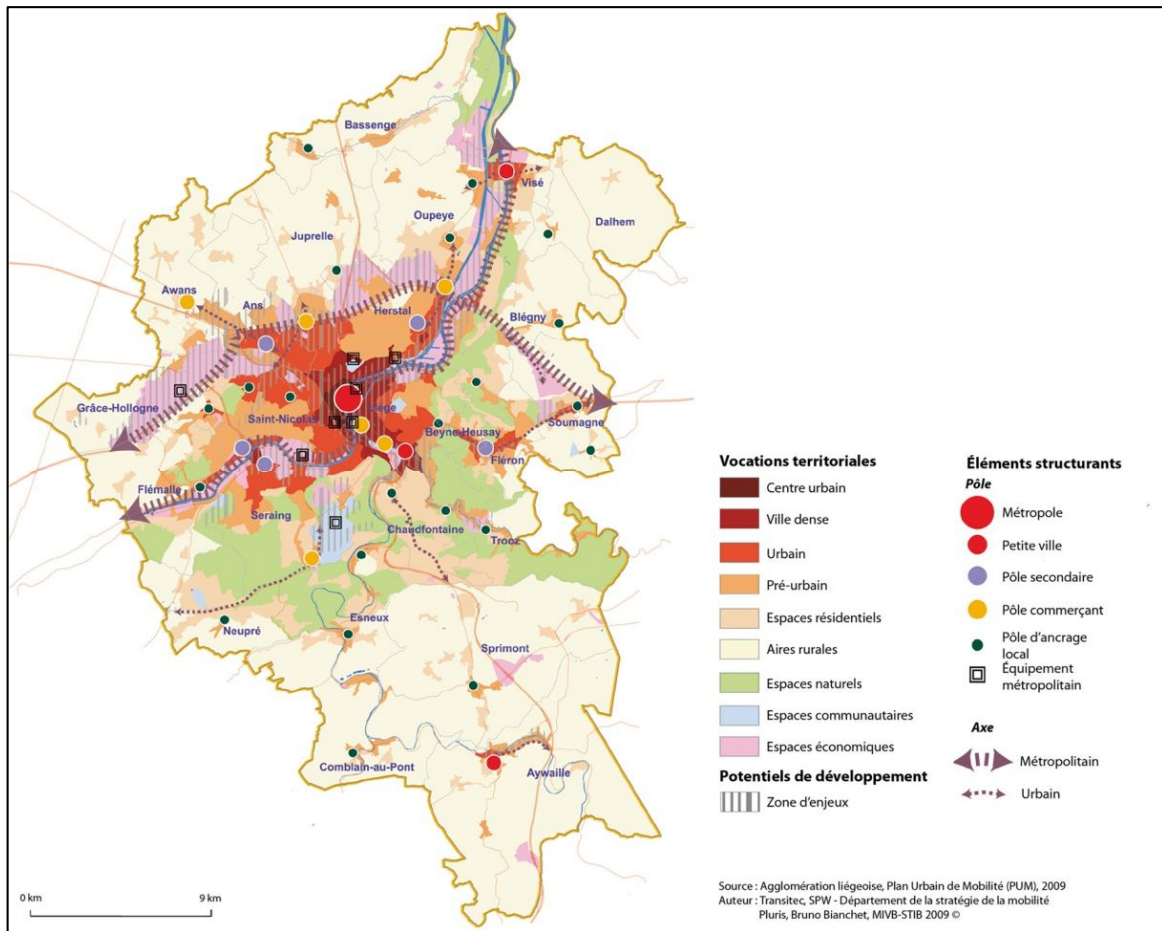 Bassenge
Visé
Dalhem
Oupeye
Juprelle
Awans
Ans
Herstal
Blégny
Grâce-Hollogne
Saint-Nicolas
Liège
Beyne-Heusay
Soumagne
Fléron
Flémalle
Seraing
Chaudfontaine
Trooz
Neupré
Esneux
Sprimont
Comblain-au-Pont
Aywaille
0 km
9 km
Vocations territoriales
Centre urbain
Ville dense
Urbain
Pré-urbain
Espaces résidentiels
Aires rurales
Espaces naturels
Espaces communautaires
Espaces économiques
Potentiels de développement
Zone d'enjeux
Éléments structurants
Pôle
Métropole
Petite ville
Pôle secondaire
Pôle commerçant
Pôle d'ancrage
local
Équipement
métropolitain
Axe
Métropolitain
Urbain
Source : Agglomération liégeoise, Plan Urbain de Mobilité (PUM), 2009
Auteur : Transitec, SPW - Département de la stratégie de la mobilité
Pluris, Bruno Bianchet, MIVB-STIB 2009 ©